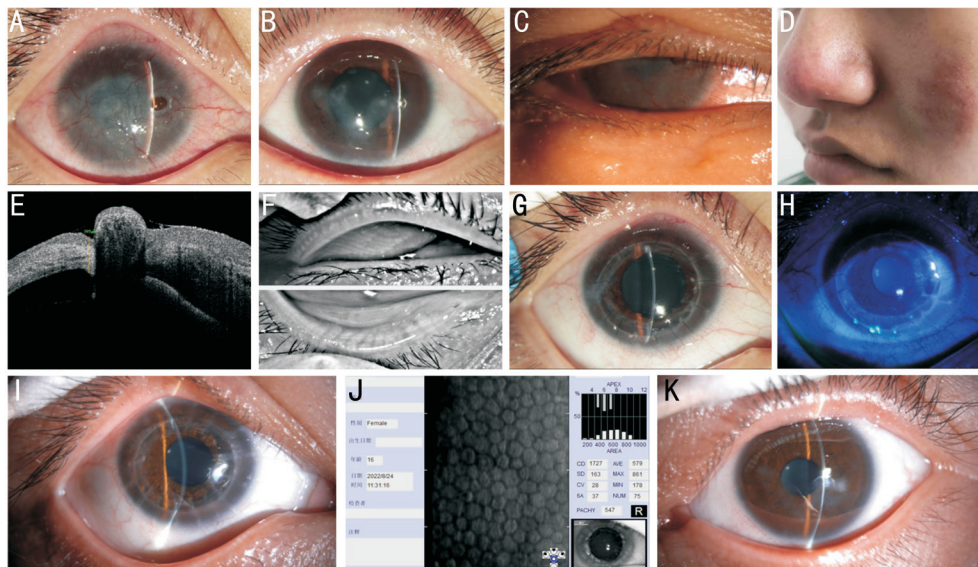 A
B
C
D
E
F
G
H
I
J
K
性别 Female
出生日期
年龄 16
日期 2022/8/24
时间 11:31:16
检查者
注释
APEX
4 6 8 10 12
%
50
200 400 600 800 1000
AREA
CD 1727 AVE 579
SD 163 MAX 861
CV 28 MIN 178
6A 37 NUM 75
PACHY 547 R